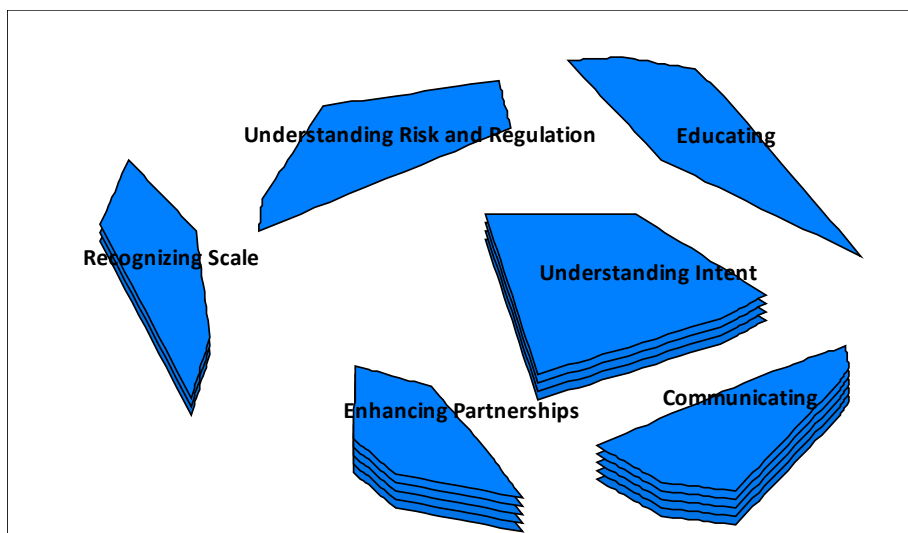 Understanding Risk and Regulation
Educating
Recognizing Scale
Understanding Intent
Enhancing Partnerships
Communicating